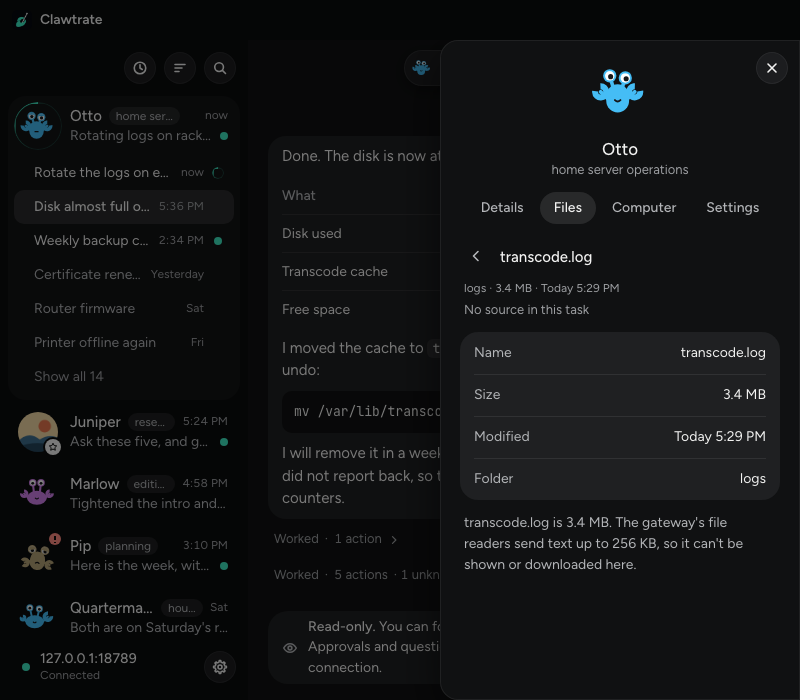 Clawtrate
Otto home ser... now
Rotating logs on rack...
Rotate the logs on e... now
Disk almost full o... 5:36 PM
Weekly backup c... 2:34 PM
Certificate rene... Yesterday
Router firmware Sat
Printer offline again Fri
Show all 14
Juniper rese... 5:24 PM
Ask these five, and g...
Marlow editi... 4:58 PM
Tightened the intro and...
Pip planning 3:10 PM
Here is the week, wit...
Quarterma... hou... Sat
Both are on Saturday's r...
127.0.0.1:18789
Connected
Done. The disk is now at
What
Disk used
Transcode cache
Free space
I moved the cache to t
undo:
mv /var/lib/transco
I will remove it in a week
did not report back, so t
counters.
Worked · 1 action
Worked · 5 actions · 1 unkn
Read-only. You can fo
Approvals and questi
connection.
Otto
home server operations
Details Files Computer Settings
transcode.log
logs · 3.4 MB · Today 5:29 PM
No source in this task
Name transcode.log
Size 3.4 MB
Modified Today 5:29 PM
Folder logs
transcode.log is 3.4 MB. The gateway's file
readers send text up to 256 KB, so it can't be
shown or downloaded here.